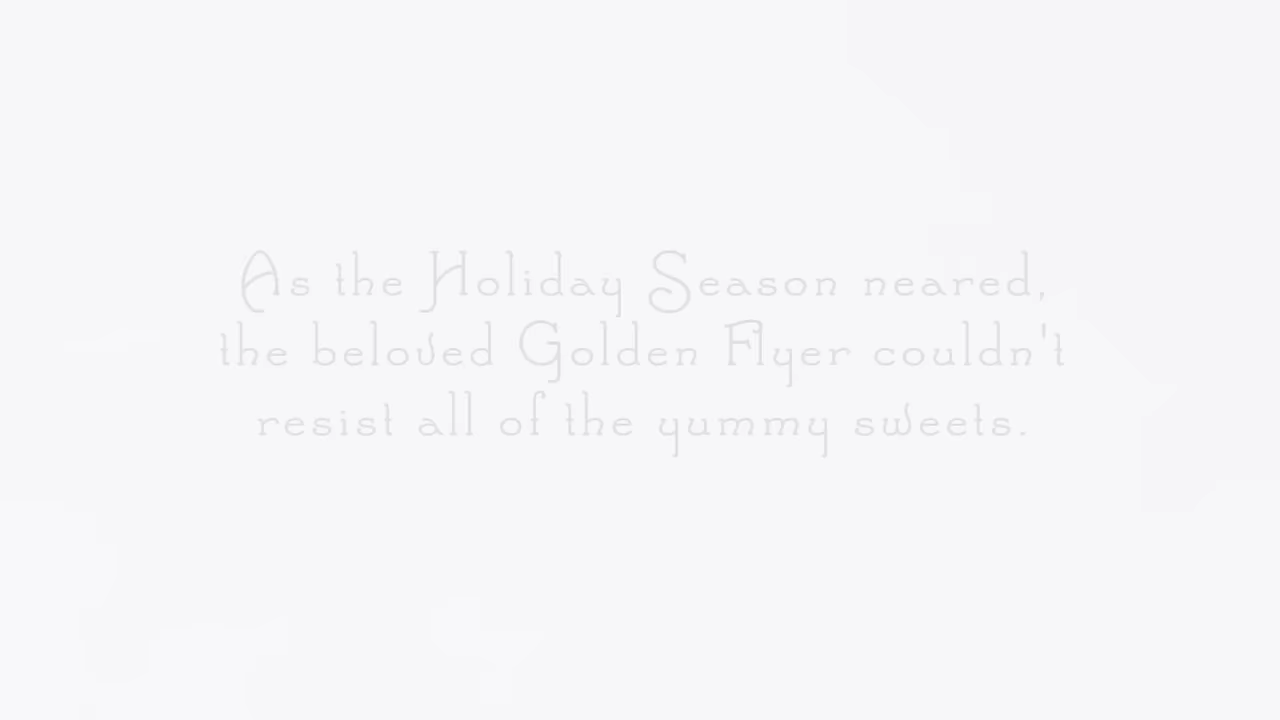 As the Holiday Season neared,
the beloved Golden Flyer couldn't
resist all of the yummy sweets.